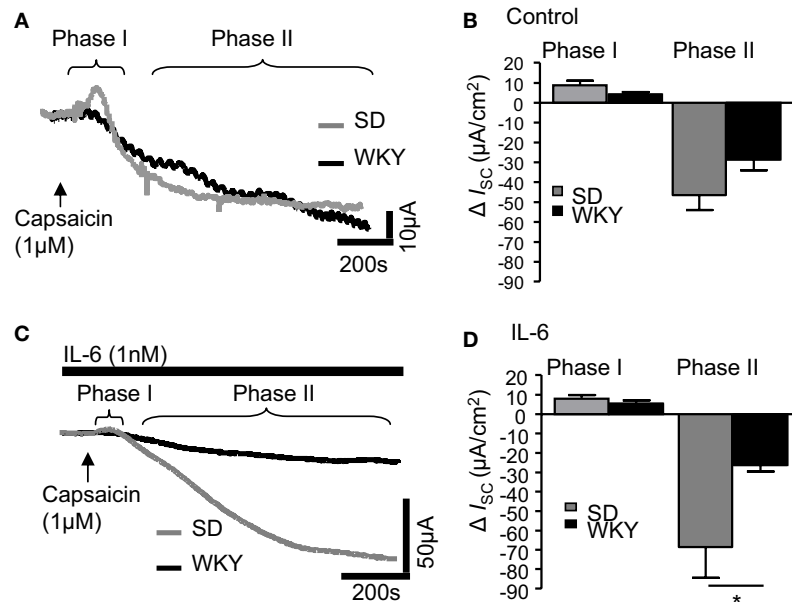 A
Phase I
Phase II
SD
WKY
Capsaicin
(1µM)
10µA
200s
B
Control
Phase I
Phase II
20
10
0
-10
-20
-30
-40
-50
-60
-70
-80
-90
Δ ISC (µA/cm²)
SD
WKY
C
IL-6 (1nM)
Phase I
Phase II
Capsaicin
(1µM)
SD
WKY
50µA
200s
D
IL-6
Phase I
Phase II
20
10
0
-10
-20
-30
-40
-50
-60
-70
-80
-90
Δ ISC (µA/cm²)
SD
WKY
*